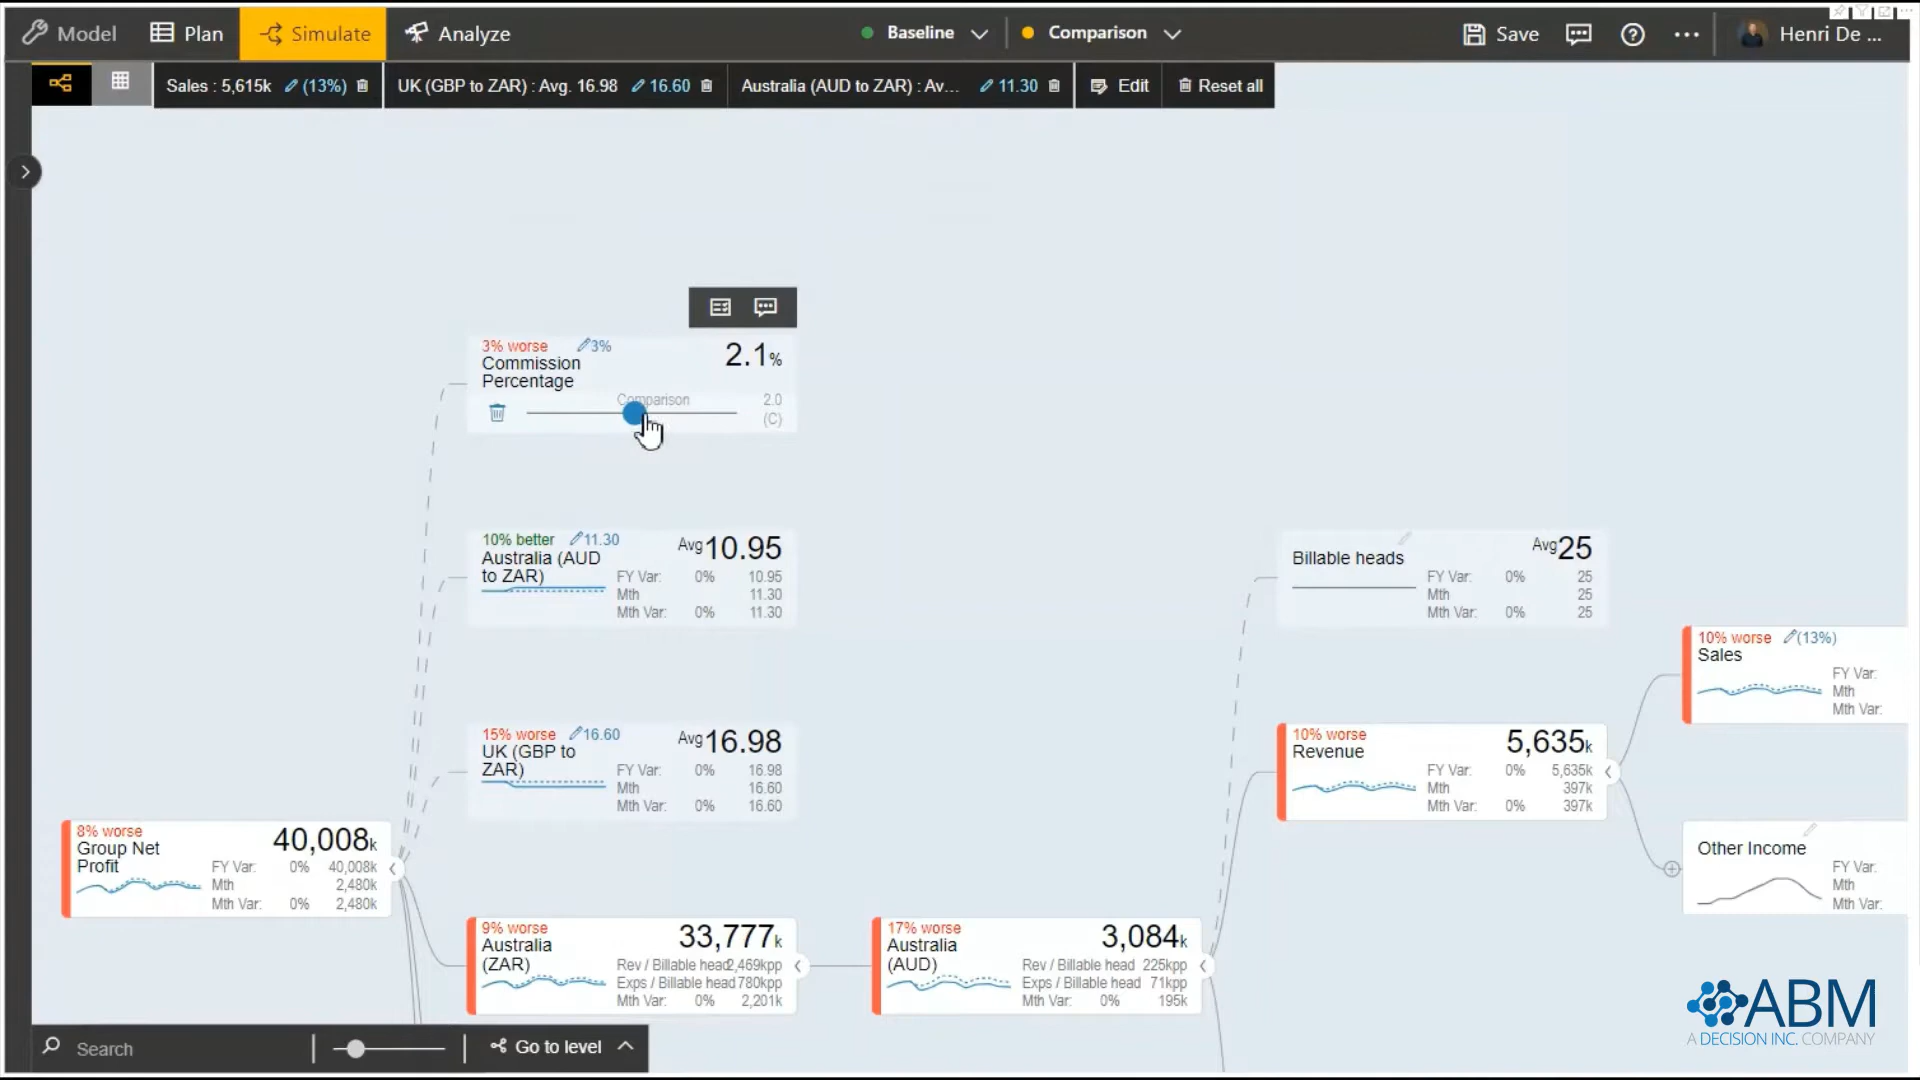 Model
Plan
Simulate
Analyze
Baseline
Comparison
Save
Henri De ...
Sales : 5,615k (13%)
UK (GBP to ZAR) : Avg. 16.98 16.60
Australia (AUD to ZAR) : Av... 11.30
Edit
Reset all
3% worse 3%
Commission
Percentage
2.1%
Comparison
2.0
(C)
10% better 11.30
Australia (AUD
to ZAR)
Avg 10.95
FY Var: 0% 10.95
Mth 11.30
Mth Var: 0% 11.30
Billable heads
Avg 25
FY Var: 0% 25
Mth 25
Mth Var: 0% 25
10% worse (13%)
Sales
FY Var:
Mth
Mth Var:
15% worse 16.60
UK (GBP to
ZAR)
Avg 16.98
FY Var: 0% 16.98
Mth 16.60
Mth Var: 0% 16.60
10% worse
Revenue
5,635k
FY Var: 0% 5,635k
Mth 397k
Mth Var: 0% 397k
8% worse
Group Net
Profit
40,008k
FY Var: 0% 40,008k
Mth 2,480k
Mth Var: 0% 2,480k
Other Income
FY Var:
Mth
Mth Var:
9% worse
Australia
(ZAR)
33,777k
Rev / Billable head 2,469kpp
Exps / Billable head 780kpp
Mth Var: 0% 2,201k
17% worse
Australia
(AUD)
3,084k
Rev / Billable head 225kpp
Exps / Billable head 71kpp
Mth Var: 0% 195k
Search
Go to level
ABM
A DECISION INC. COMPANY